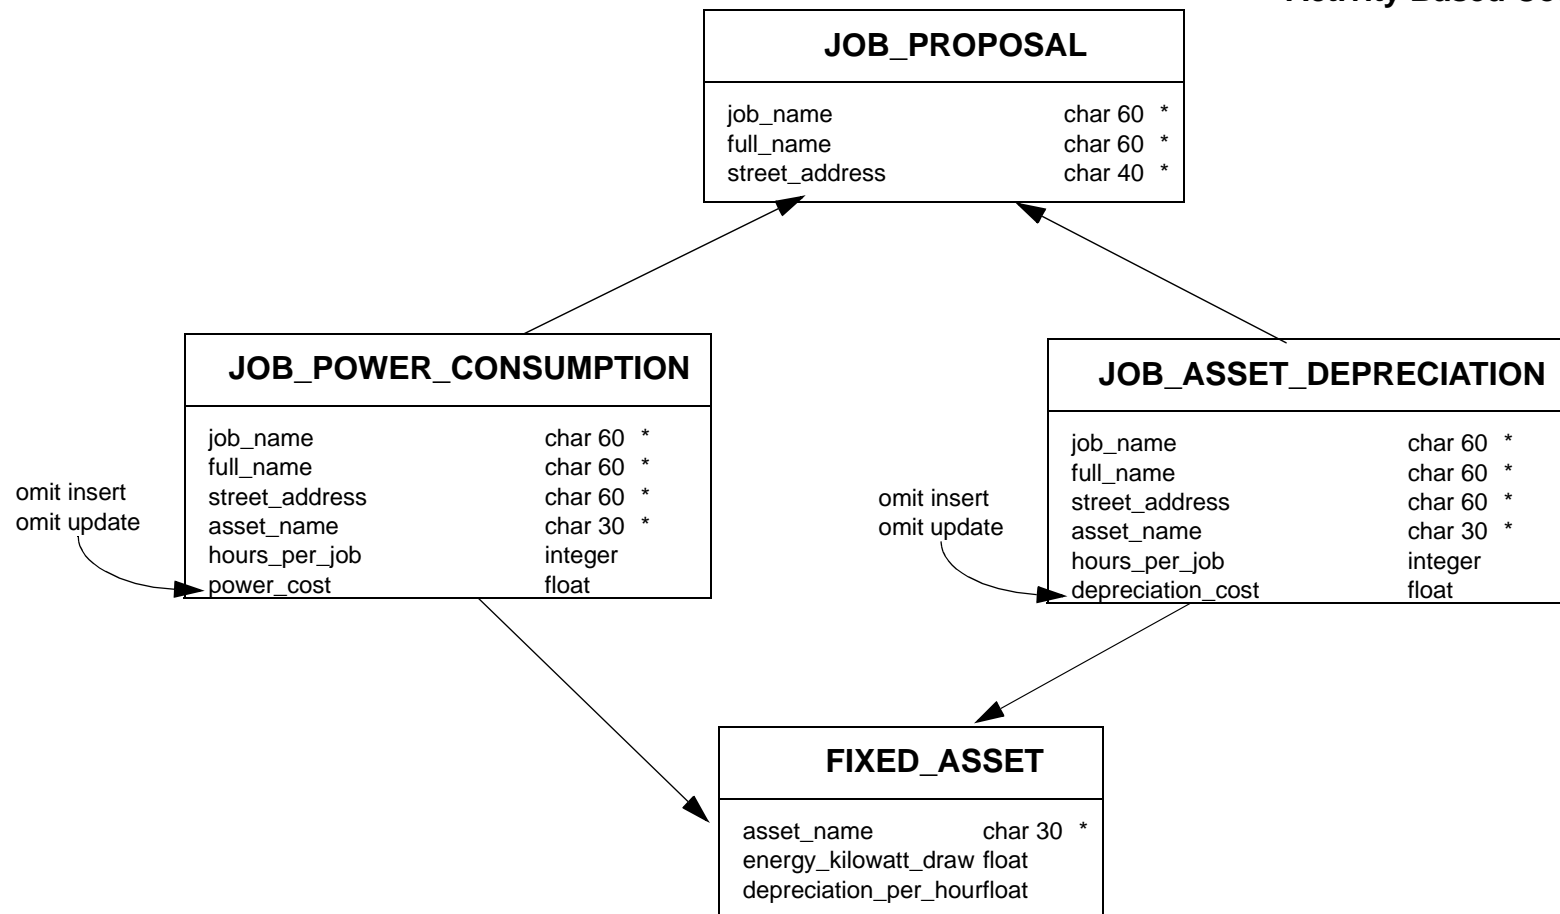 JOB_PROPOSAL
job_name char 60 *
full_name char 60 *
street_address char 40 *
JOB_POWER_CONSUMPTION
job_name char 60 *
full_name char 60 *
street_address char 60 *
asset_name char 30 *
hours_per_job integer
power_cost float
omit insert
omit update
JOB_ASSET_DEPRECIATION
job_name char 60 *
full_name char 60 *
street_address char 60 *
asset_name char 30 *
hours_per_job integer
depreciation_cost float
omit insert
omit update
FIXED_ASSET
asset_name char 30 *
energy_kilowatt_draw float
depreciation_per_hourfloat